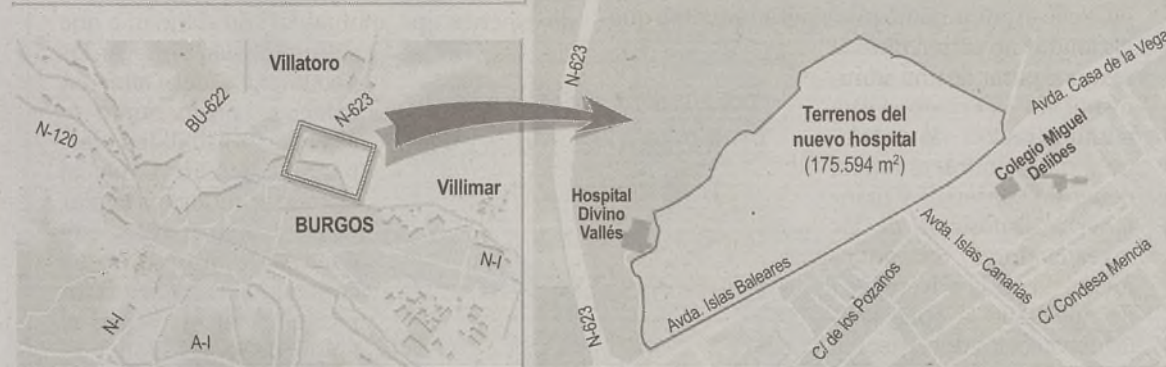 Villatoro
BU-622
N-623
N-120
Villimar
BURGOS
N-I
N-I
A-I
N-623
Avda. Casa de la Vega
Terrenos del
nuevo hospital
(175.594 m²)
Colegio Miguel
Delibes
Hospital
Divino
Vallés
Avda. Islas Baleares
Avda. Islas Canarias
C/ de los Pozanos
C/ Condesa Mencia
N-623